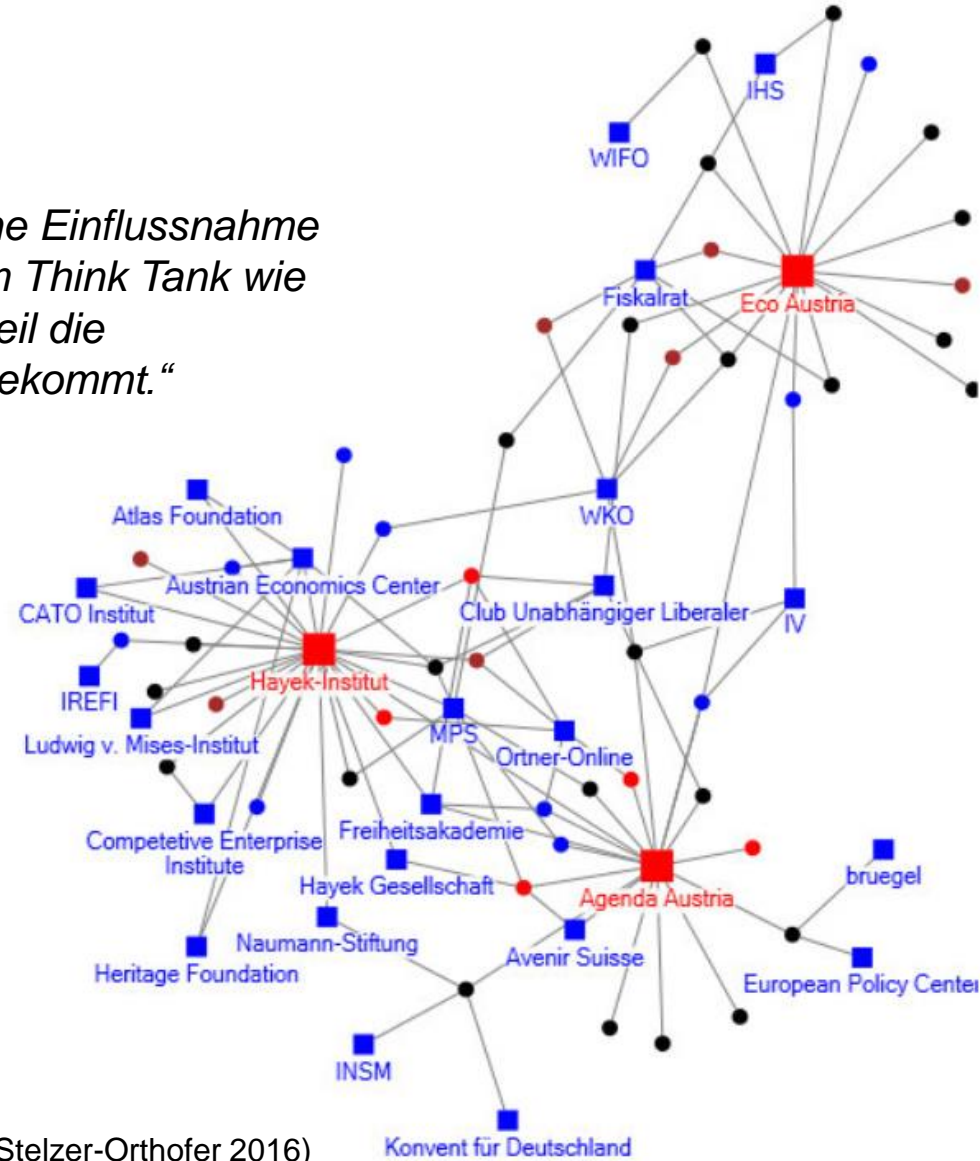 ne Einflussnahme
n Think Tank wie
eil die
ekommt.“
IHS
WIFO
Fiskalrat
Eco Austria
Atlas Foundation
WKO
Austrian Economics Center
CATO Institut
Club Unabhängiger Liberaler
IV
Hayek-Institut
IREFI
MPS
Ludwig v. Mises-Institut
Ortner-Online
Competetive Enterprise
Institute
Freiheitsakademie
Hayek Gesellschaft
Agenda Austria
bruegel
Naumann-Stiftung
Avenir Suisse
Heritage Foundation
European Policy Center
INSM
Stelzer-Orthofer 2016)
Konvent für Deutschland